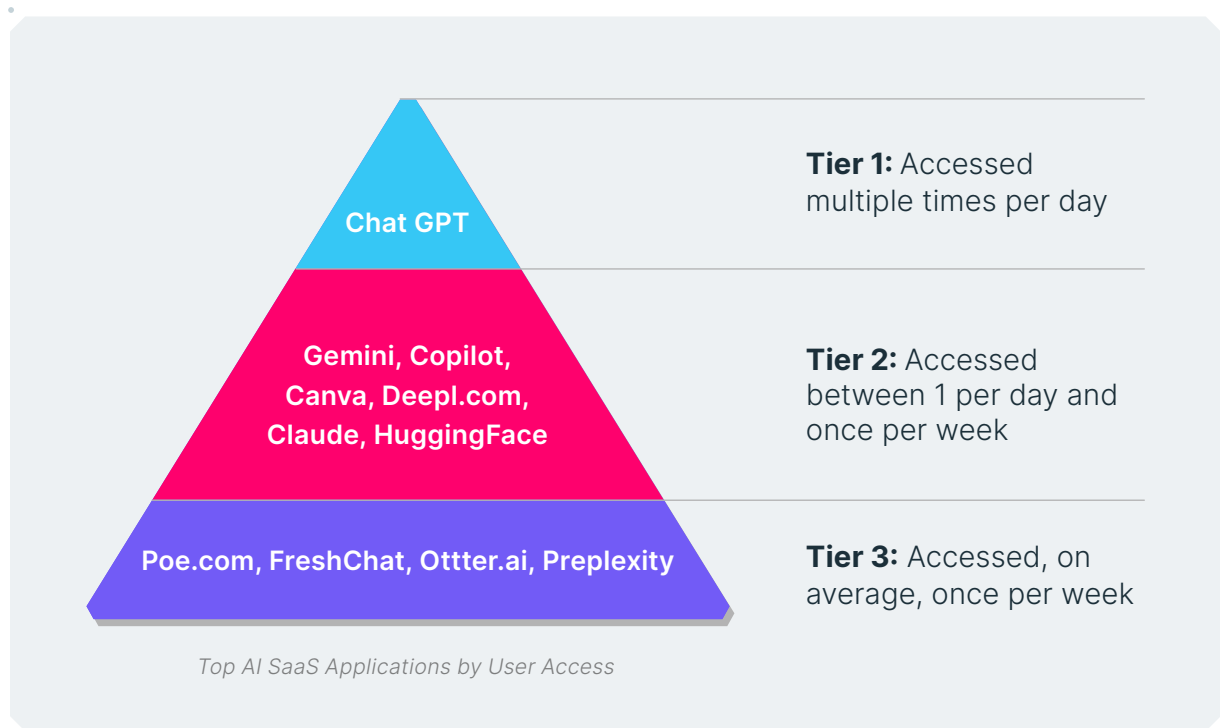 Chat GPT
Tier 1: Accessed
multiple times per day
Gemini, Copilot,
Canva, Deepl.com,
Claude, HuggingFace
Tier 2: Accessed
between 1 per day and
once per week
Poe.com, FreshChat, Ottter.ai, Preplexity
Tier 3: Accessed, on
average, once per week
Top AI SaaS Applications by User Access